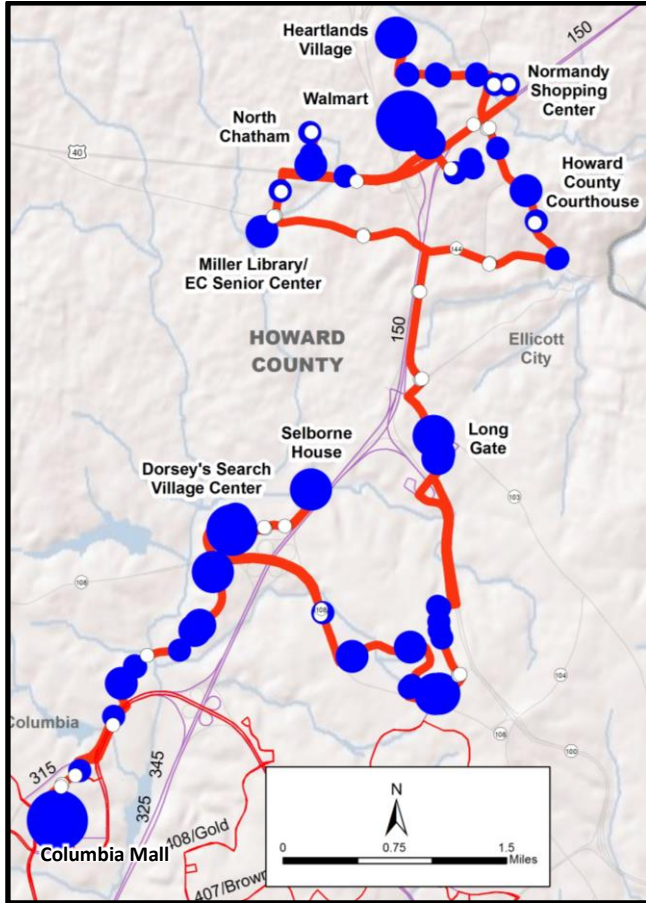 Heartlands
Village
150
Normandy
Shopping
Center
Walmart
North
Chatham
40
Howard
County
Courthouse
Miller Library/
EC Senior Center
144
HOWARD
COUNTY
150
Ellicott
City
Selborne
House
Long
Gate
Dorsey's Search
Village Center
103
108
108
104
108
100
Columbia
315
345
325
N
0
0.75
1.5
Miles
408/Gold
407/Brown
Columbia Mall